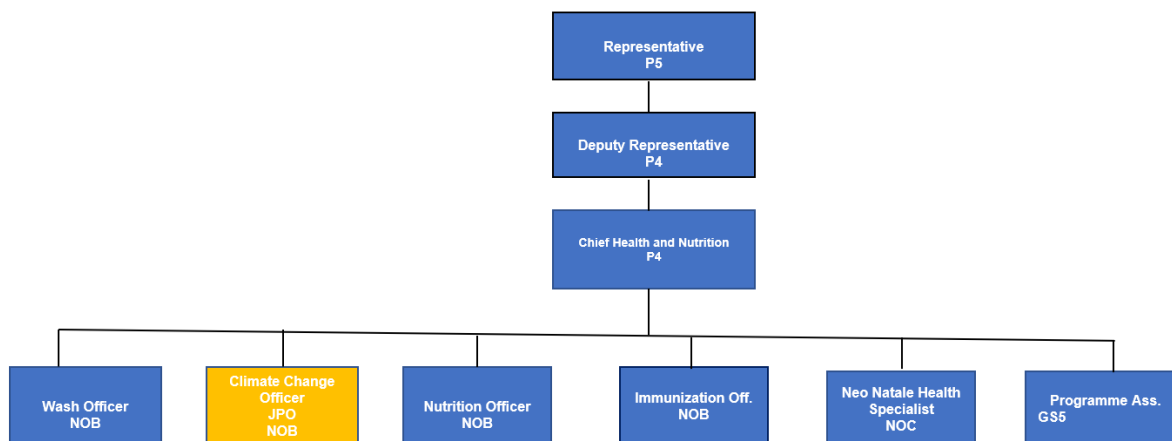 Representative
P5
Deputy Representative
P4
Chief Health and Nutrition
P4
Wash Officer
NOB
Climate Change
Officer
JPO
NOB
Nutrition Officer
NOB
Immunization Off.
NOB
Neo Natale Health
Specialist
NOC
Programme Ass.
GS5